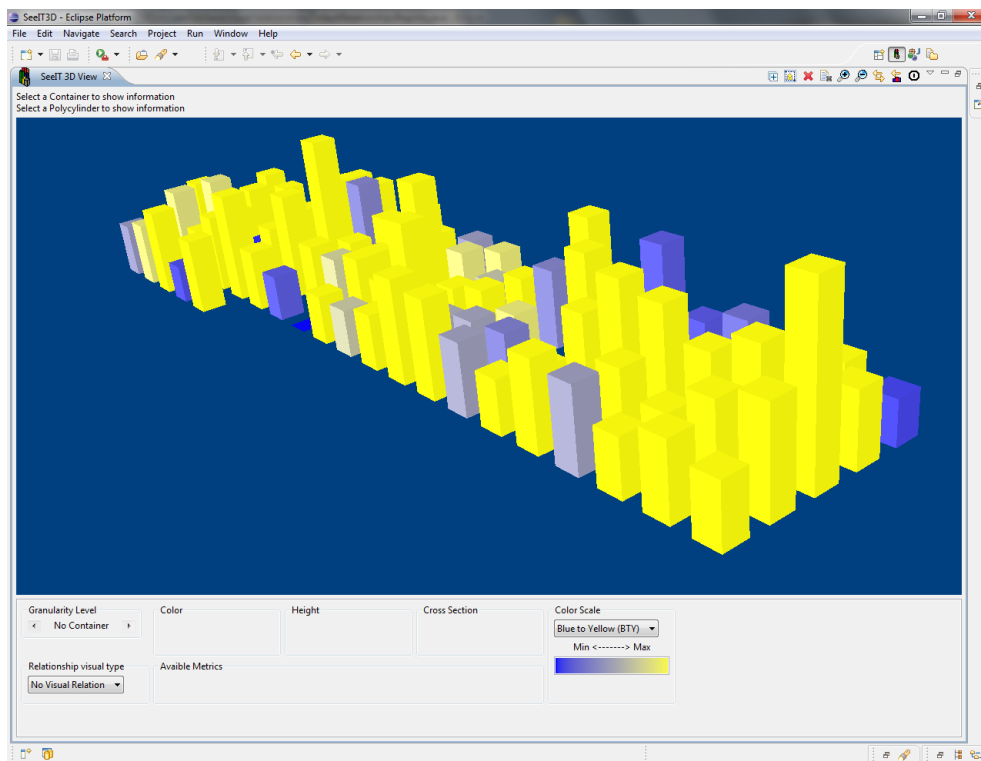 SeeIT3D - Eclipse Platform
File Edit Navigate Search Project Run Window Help
SeeIT 3D View
Select a Container to show information
Select a Polycylinder to show information
Granularity Level
No Container
Color
Height
Cross Section
Color Scale
Blue to Yellow (BTY)
Min <-------> Max
Relationship visual type
No Visual Relation
Avaible Metrics